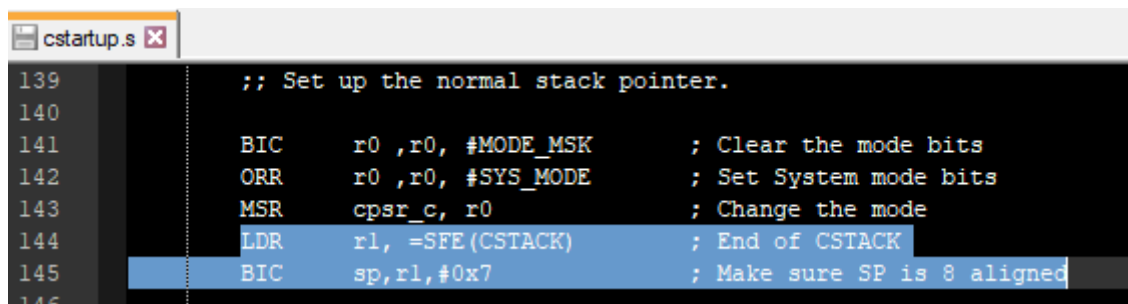 cstartup.s
139 ;; Set up the normal stack pointer.
140
141 BIC r0 ,r0, #MODE_MSK ; Clear the mode bits
142 ORR r0 ,r0, #SYS_MODE ; Set System mode bits
143 MSR cpsr_c, r0 ; Change the mode
144 LDR r1, =SFE(CSTACK) ; End of CSTACK
145 BIC sp,r1,#0x7 ; Make sure SP is 8 aligned
146